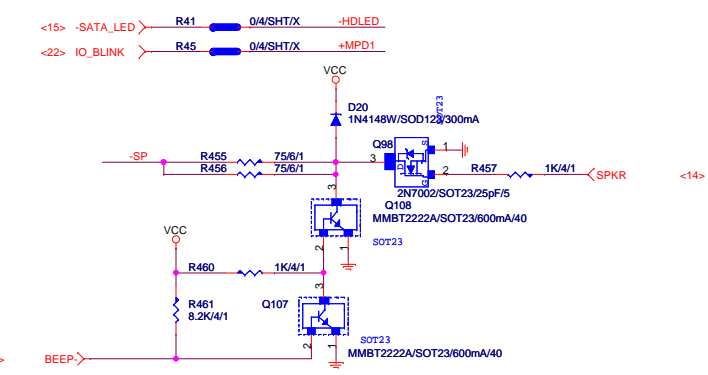 <15> -SATA_LED R41 0/4/SHT/X -HDLED
<22> IO_BLINK R45 0/4/SHT/X +MPD1
VCC
D20
1N4148W/SOD123/300mA
SOT23
Q98
-SP R455 75/6/1 3 D S 1
R456 75/6/1 G 2 R457 1K/4/1 SPKR <14>
2N7002/SOT23/25pF/5
3
Q108
MMBT2222A/SOT23/600mA/40
SOT23
2 1
VCC
R460 1K/4/1
3
R461
8.2K/4/1
Q107
SOT23
2 1
MMBT2222A/SOT23/600mA/40
> BEEP-